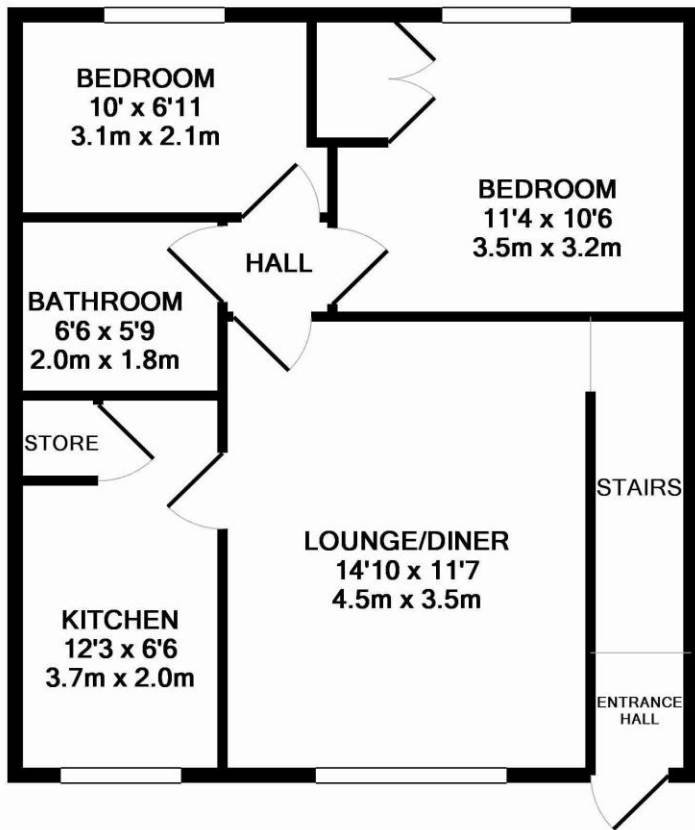 BEDROOM
10' x 6'11
3.1m x 2.1m
BEDROOM
11'4 x 10'6
3.5m x 3.2m
HALL
BATHROOM
6'6 x 5'9
2.0m x 1.8m
STORE
STAIRS
LOUNGE/DINER
14'10 x 11'7
4.5m x 3.5m
KITCHEN
12'3 x 6'6
3.7m x 2.0m
ENTRANCE
HALL